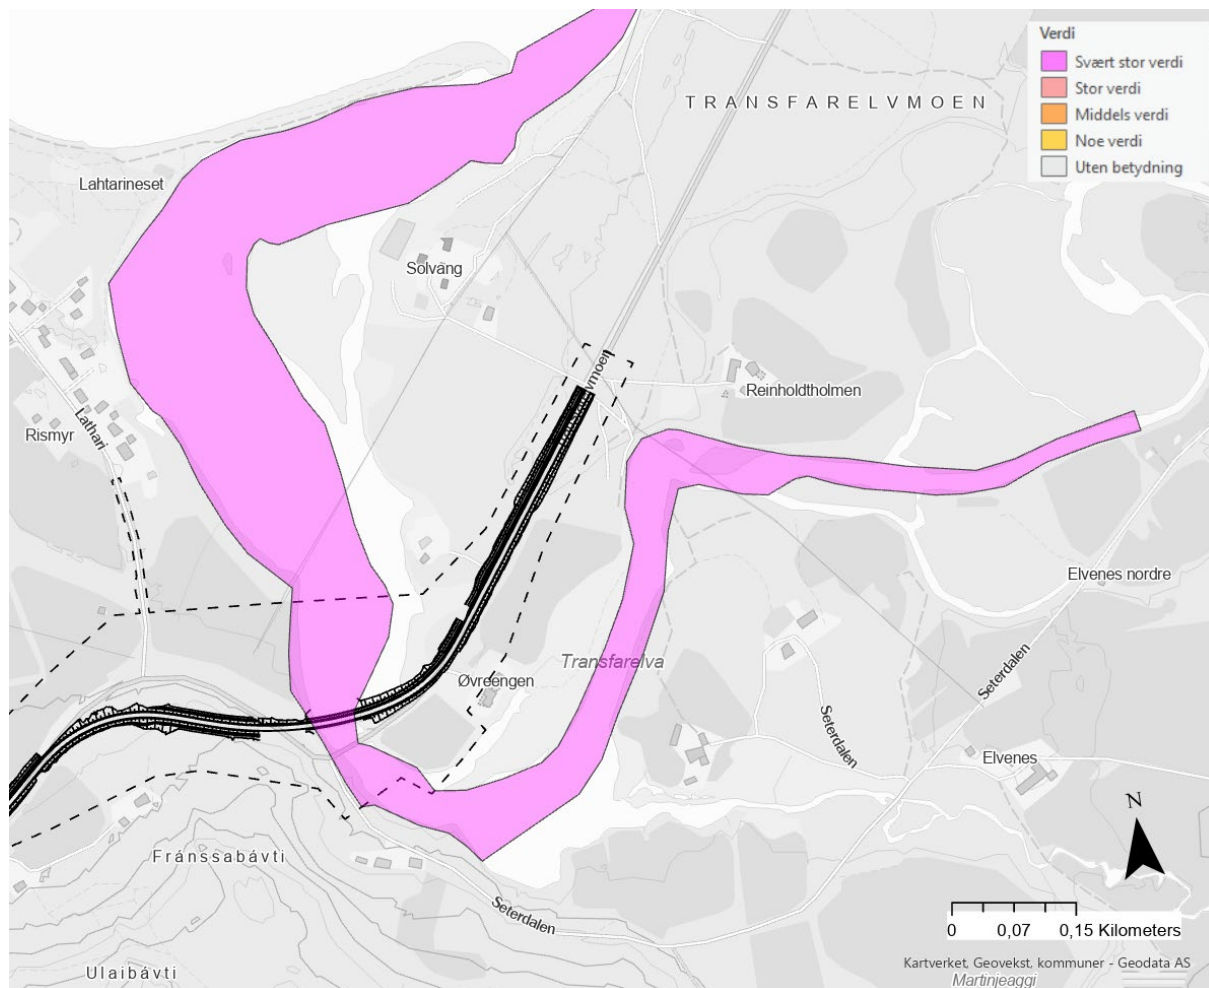 Verdi
Svært stor verdi
Stor verdi
Middels verdi
Noe verdi
Uten betydning
TRANSFARELVMOEN
Lahtarineset
Solvang
vmoen
Reinholdtholmen
Lathari
Rismyr
Elvenes nordre
Transfarelva
Øvreengen
Seterdalen
Seterdalen
Elvenes
N
Fránssabávti
Seterdalen
0 0,07 0,15 Kilometers
Kartverket, Geovekst, kommuner - Geodata AS
Ulaibávti
Martinjeaggi